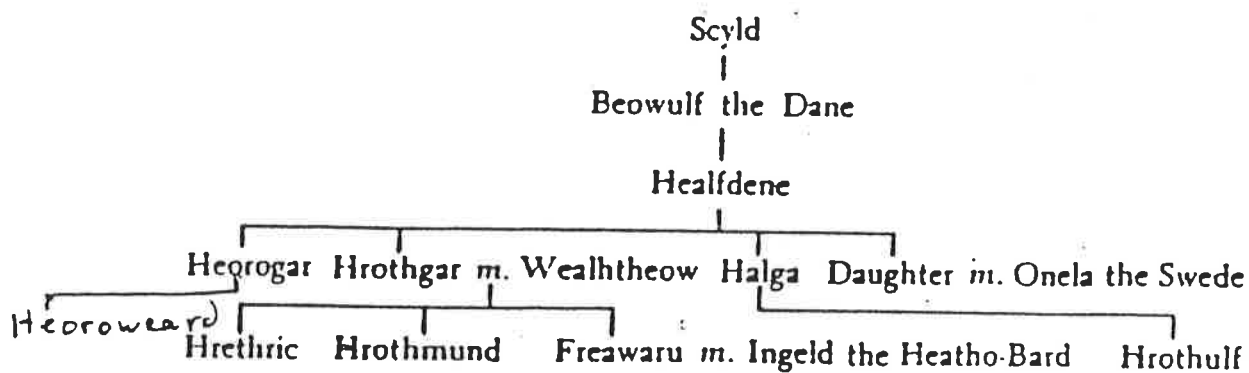 Scyld
Beowulf the Dane
Healfdene
Heorogar Hrothgar m. Wealhtheow Halga Daughter m. Onela the Swede
Heoroweard
Hrethric Hrothmund Freawaru m. Ingeld the Heatho-Bard Hrothulf